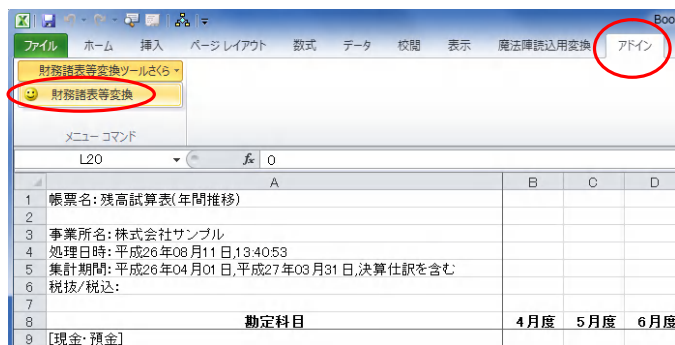 Boo
ファイル ホーム 挿入 ページ レイアウト 数式 データ 校閲 表示 魔法陣読込用変換 アドイン
財務諸表等変換ツールさくら
財務諸表等変換
メニュー コマンド
L20 fx 0
A B C D
1 帳票名:残高試算表(年間推移)
2
3 事業所名:株式会社サンプル
4 処理日時:平成26年08月11日,13:40:53
5 集計期間:平成26年04月01日,平成27年03月31日,決算仕訳を含む
6 税抜/税込:
7
8 勘定科目 4月度 5月度 6月度
9 [現金・預金]